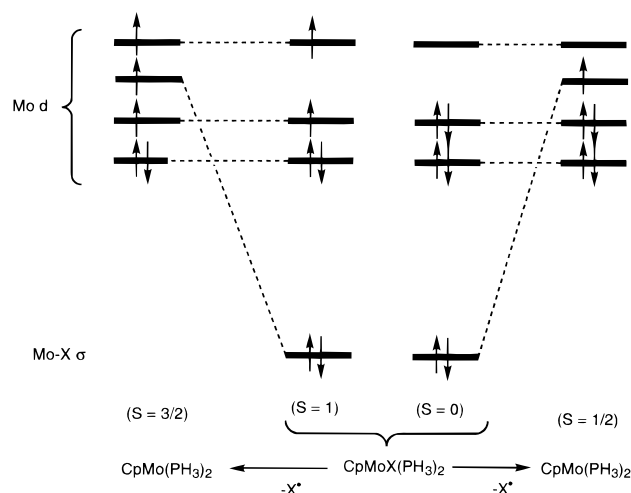 Mo d
Mo-X σ
(S = 3/2)
(S = 1)
(S = 0)
(S = 1/2)
CpMo(PH₃)₂
-X•
CpMoX(PH₃)₂
-X•
CpMo(PH₃)₂